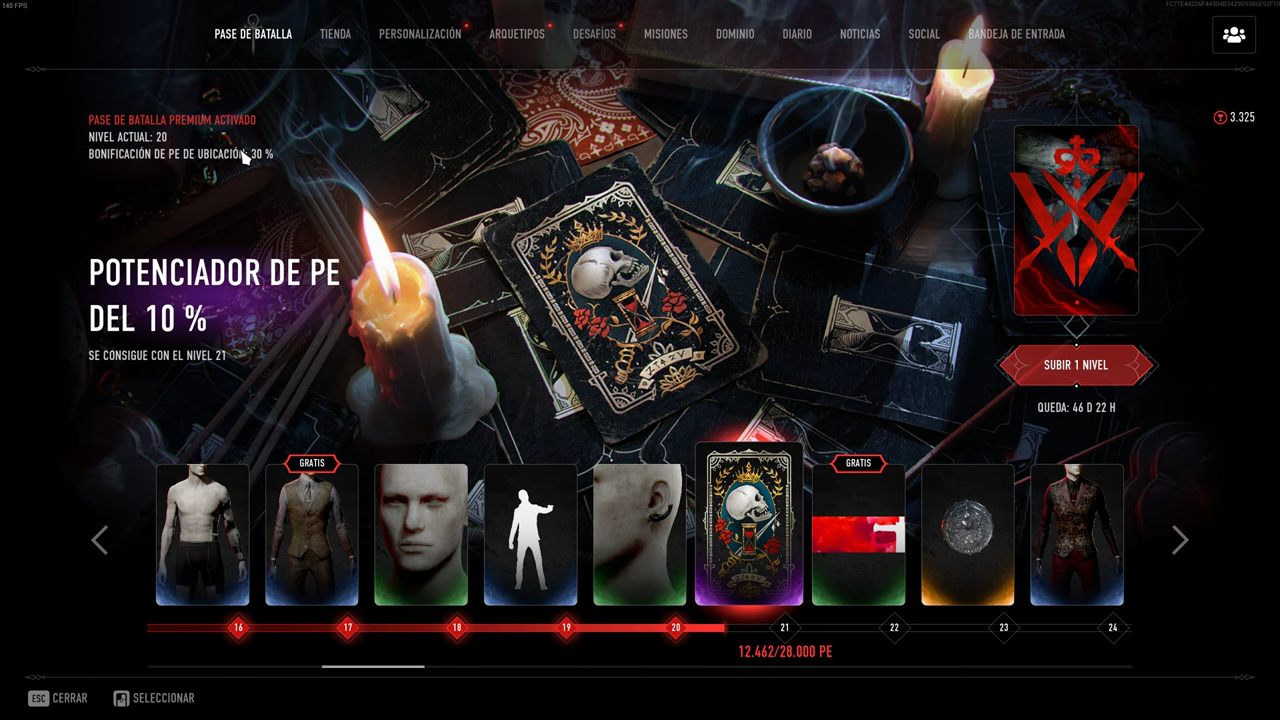 140 FPS
PASE DE BATALLA TIENDA PERSONALIZACIÓN ARQUETIPOS DESAFÍOS MISIONES DOMINIO DIARIO NOTICIAS SOCIAL BANDEJA DE ENTRADA
PASE DE BATALLA PREMIUM ACTIVADO
NIVEL ACTUAL: 20
BONIFICACIÓN DE PE DE UBICACIÓN: 30 %
3.325
POTENCIADOR DE PE
DEL 10 %
SE CONSIGUE CON EL NIVEL 21
SUBIR 1 NIVEL
QUEDA: 46 D 22 H
GRATIS GRATIS
16 17 18 19 20 21 22 23 24
12.462/28.000 PE
ESC CERRAR SELECCIONAR